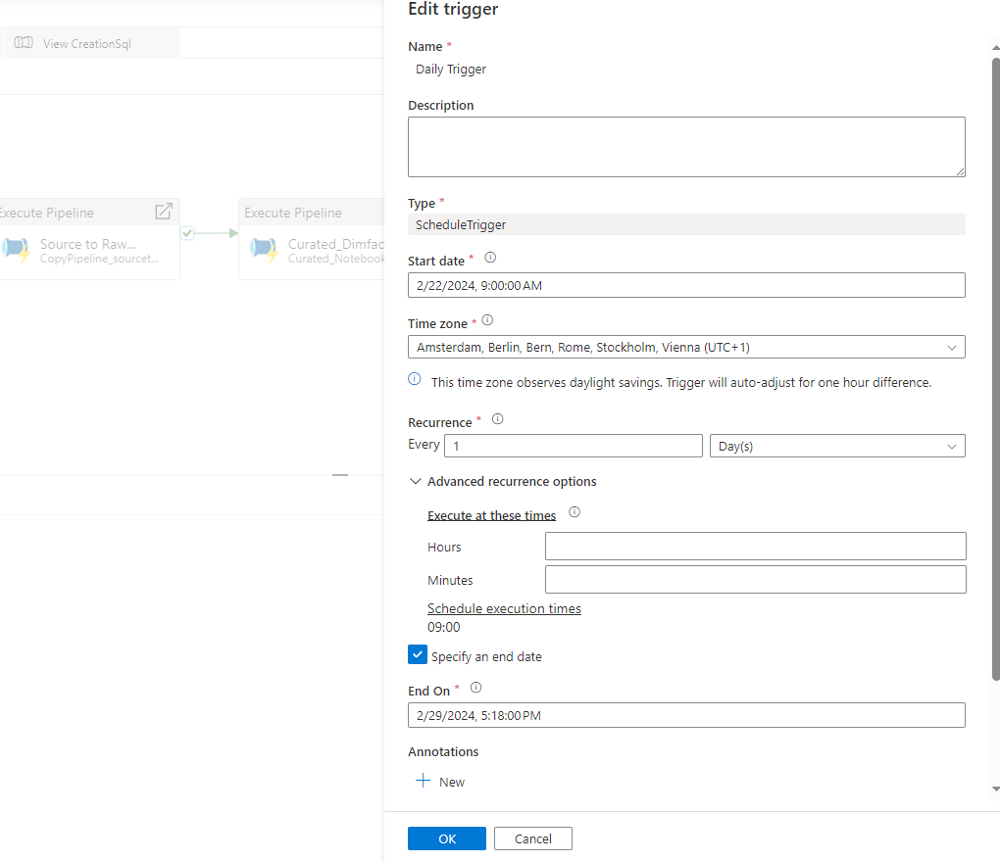 Edit trigger
View CreationSql
Name *
Daily Trigger
Description
Execute Pipeline
Source to Raw...
CopyPipeline_sourcet...
Execute Pipeline
Curated_Dimfac
Curated_Notebook
Type *
ScheduleTrigger
Start date *
2/22/2024, 9:00:00 AM
Time zone *
Amsterdam, Berlin, Bern, Rome, Stockholm, Vienna (UTC+1)
This time zone observes daylight savings. Trigger will auto-adjust for one hour difference.
Recurrence *
Every 1 Day(s)
Advanced recurrence options
Execute at these times
Hours
Minutes
Schedule execution times
09:00
Specify an end date
End On *
2/29/2024, 5:18:00 PM
Annotations
New
OK Cancel